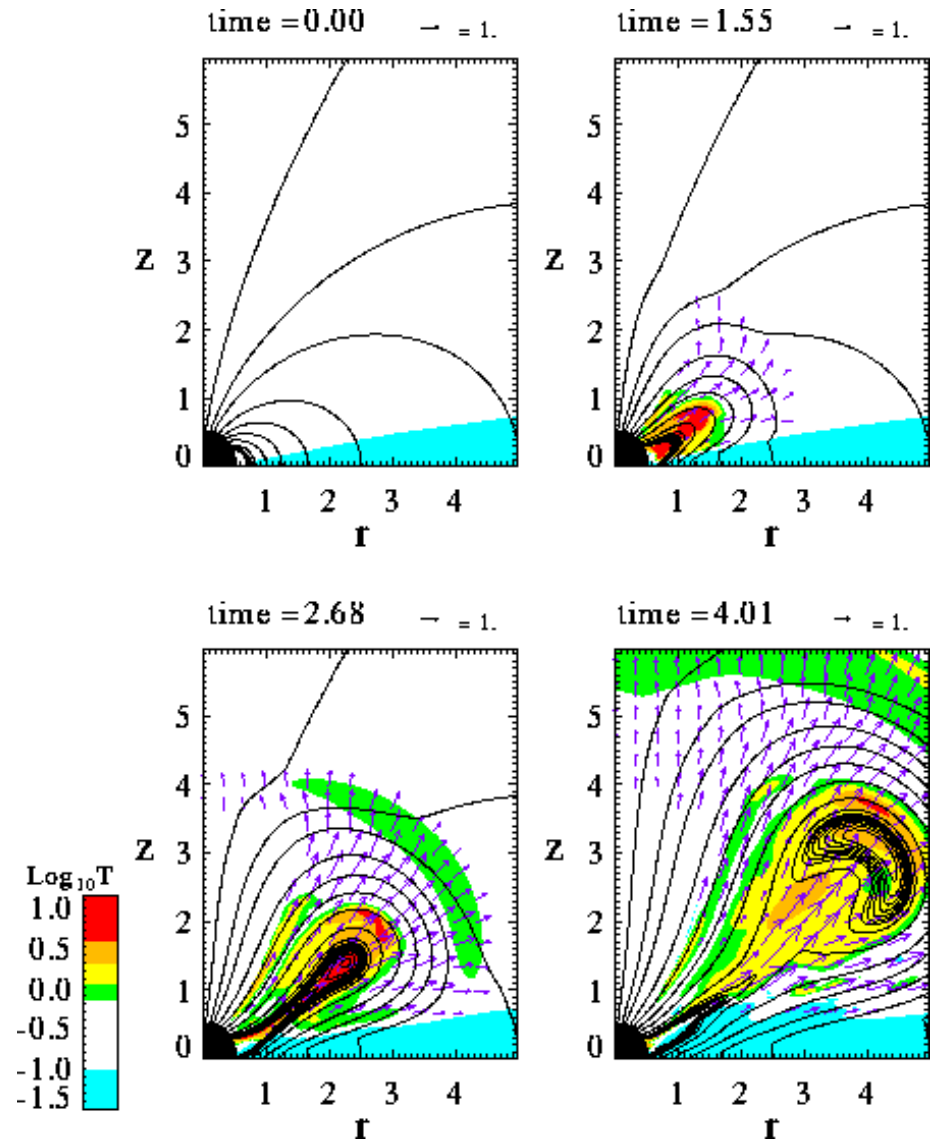 time = 0.00 → = 1.
time = 1.55 → = 1.
5
4
3
2
1
0
z
1 2 3 4
r
5
4
3
2
1
0
z
1 2 3 4
r
time = 2.68 → = 1.
time = 4.01 → = 1.
5
4
3
2
1
0
z
1 2 3 4
r
5
4
3
2
1
0
z
1 2 3 4
r
Log₁₀T
1.0
0.5
0.0
-0.5
-1.0
-1.5